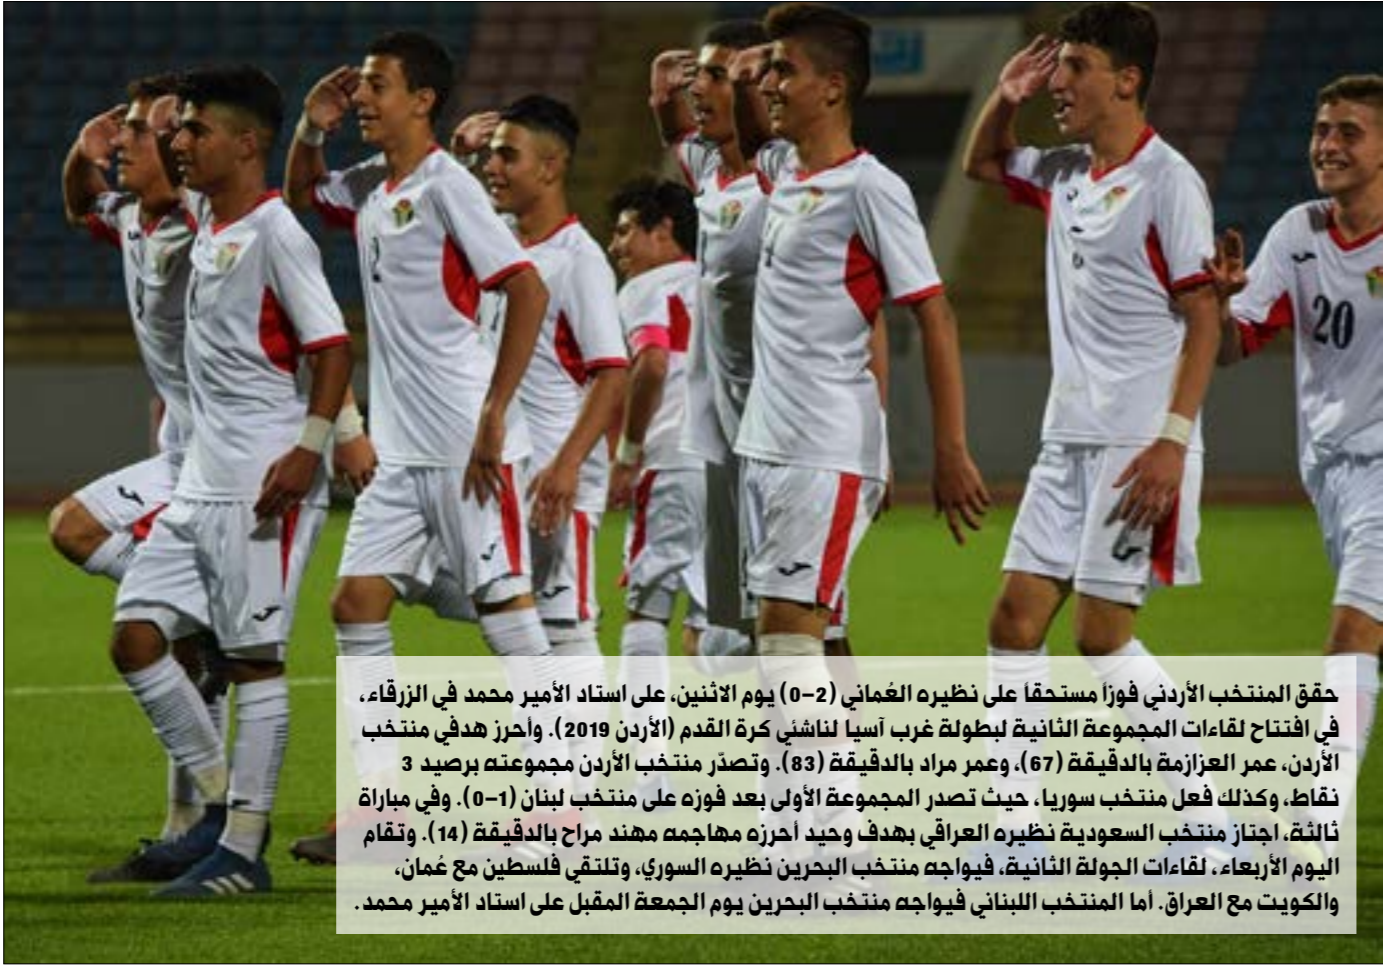 حقق المنتخب الأردني فوزاً مستحقاً على نظيره العُماني (2-0) يوم الاثنين، على استاد الأمير محمد في الزرقاء،
في افتتاح لقاءات المجموعة الثانية لبطولة غرب آسيا لناشئي كرة القدم (الأردن 2019). وأحرز هدفي منتخب
الأردن، عمر العزازمة بالدقيقة (67)، وعمر مراد بالدقيقة (83). وتصدّر منتخب الأردن مجموعته برصيد 3
نقاط، وكذلك فعل منتخب سوريا، حيث تصدر المجموعة الأولى بعد فوزه على منتخب لبنان (1-0). وفي مباراة
ثالثة، اجتاز منتخب السعودية نظيره العراقي بهدف وحيد أحرزه مهاجمه مهند مراح بالدقيقة (14). وتقام
اليوم الأربعاء، لقاءات الجولة الثانية، فيواجه منتخب البحرين نظيره السوري، وتلتقي فلسطين مع عُمان،
والكويت مع العراق. أما المنتخب اللبناني فيواجه منتخب البحرين يوم الجمعة المقبل على استاد الأمير محمد.
2
20